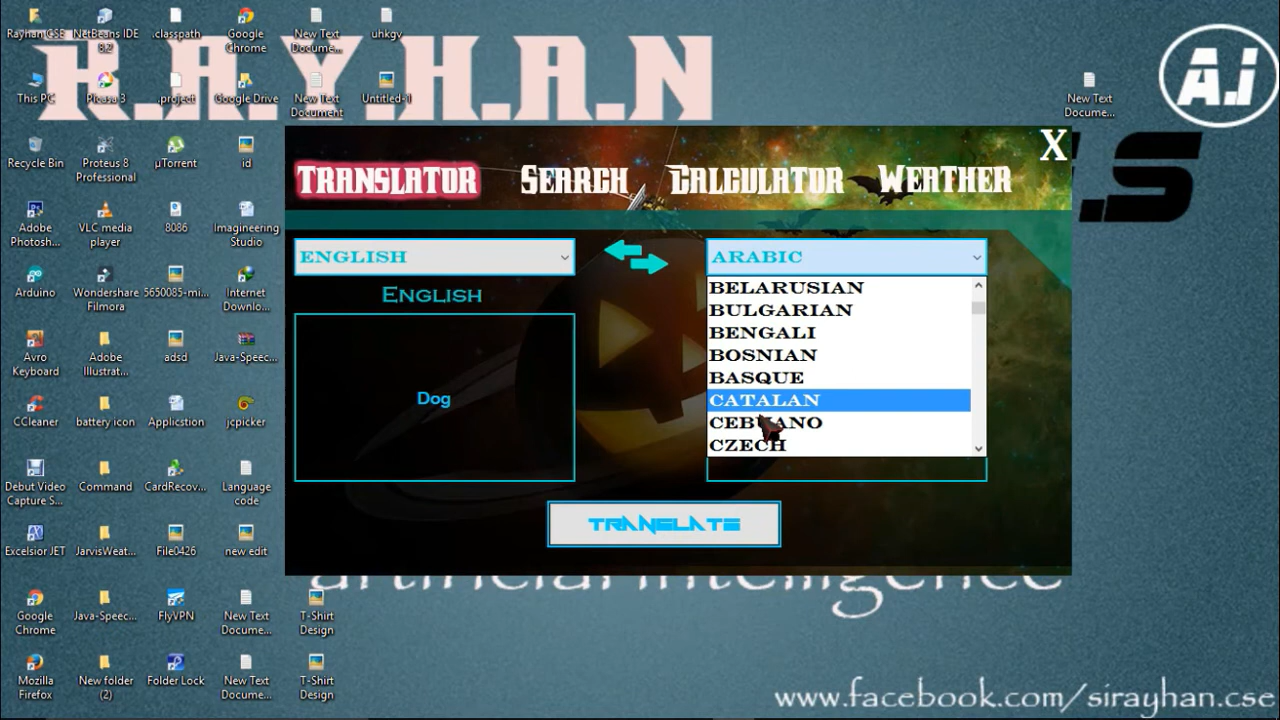 R.A.Y.H.A.N
A.I
.S
artificial intelligence
www.facebook.com/sirayhan.cse
Rayhan CSE
NetBeans IDE 8.2
.classpath
Google Chrome
New Text Docume...
uhkgv
This PC
Picasa 3
.project
Google Drive
New Text Document
Untitled-1
New Text Docume...
Recycle Bin
Proteus 8 Professional
µTorrent
id
Adobe Photosh...
VLC media player
8086
Imagineering Studio
Arduino
Wondershare Filmora
5650085-mi...
Internet Downlo...
Avro Keyboard
Adobe Illustrat...
adsd
Java-Speec...
CCleaner
battery icon
Applicstion
jcpicker
Debut Video Capture S...
Command
CardRecov...
Language code
Excelsior JET
JarvisWeat...
File0426
new edit
Google Chrome
Java-Speec...
FlyVPN
New Text Docume...
T-Shirt Design
Mozilla Firefox
New folder (2)
Folder Lock
New Text Docume...
T-Shirt Design
X
TRANSLATOR
SEARCH
CALCULATOR
WEATHER
ENGLISH
ARABIC
ENGLISH
Dog
BELARUSIAN
BULGARIAN
BENGALI
BOSNIAN
BASQUE
CATALAN
CEBUANO
CZECH
TRANSLATE